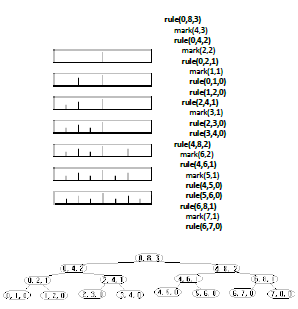 rule(0,8,3)
mark(4,3)
rule(0,4,2)
mark(2,2)
rule(0,2,1)
mark(1,1)
rule(0,1,0)
rule(1,2,0)
rule(2,4,1)
mark(3,1)
rule(2,3,0)
rule(3,4,0)
rule(4,8,2)
mark(6,2)
rule(4,6,1)
mark(5,1)
rule(4,5,0)
rule(5,6,0)
rule(6,8,1)
mark(7,1)
rule(6,7,0)
0, 8, 3
0, 4, 2 4, 8, 2
0, 2, 1 2, 4, 1 4, 6, 1 6, 8, 1
0, 1, 0 1, 2, 0 2, 3, 0 3, 4, 0 4, 5, 0 5, 6, 0 6, 7, 0 7, 8, 0